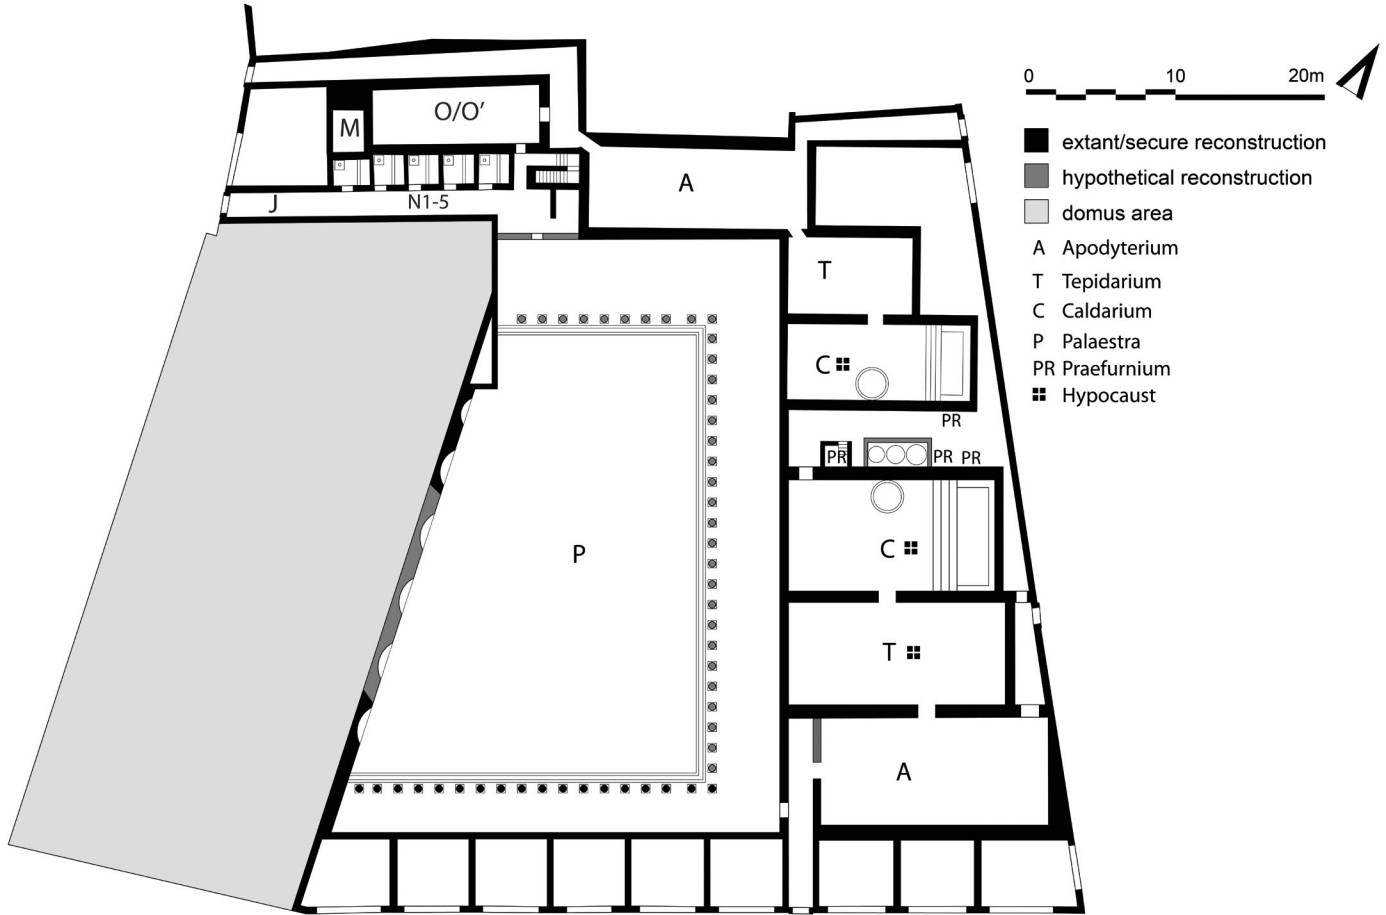 0 10 20m
extant/secure reconstruction
hypothetical reconstruction
domus area
A Apodyterium
T Tepidarium
C Caldarium
P Palaestra
PR Praefurnium
Hypocaust
M
O/O’
J
N1-5
A
T
C
PR
PR
PR
PR
C
P
T
A